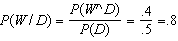 P(W/D) = P(W^D)/P(D) = .4/.5 = .8